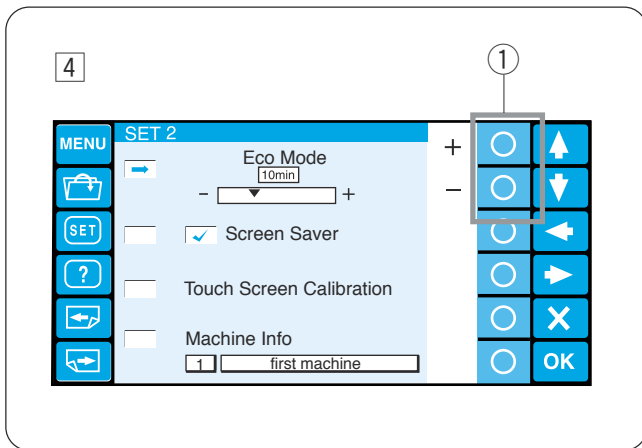 4
1
MENU
SET 2
Eco Mode
10min
- +
+
-
SET
Screen Saver
?
Touch Screen Calibration
Machine Info
1 first machine
X
OK